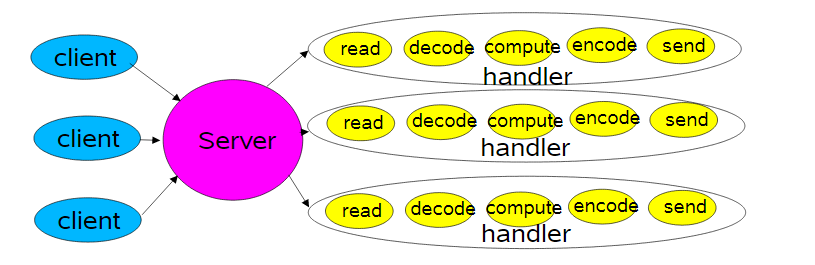 client
client
client
Server
read decode compute encode send
handler
read decode compute encode send
handler
read decode compute encode send
handler